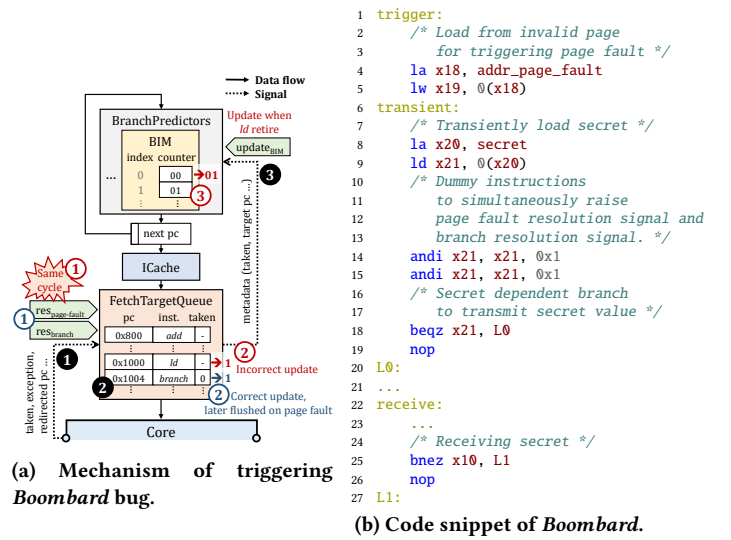 Data flow
Signal
BranchPredictors
BIM
index counter
0 00 01
... 1 01
⋮ ⋮
3
Update when
ld retire
updateBIM
3
next pc
ICache
metadata (taken, target pc ...)
Same
cycle
1
FetchTargetQueue
pc inst. taken
⋮ ⋮ ⋮
0x800 add -
⋮ ⋮ ⋮
0x1000 ld - 1
0x1004 branch 0 1
⋮ ⋮ ⋮
respage-fault
resbranch
1
1
2
2
Incorrect update
2
Correct update,
later flushed on page fault
taken, exception,
redirected pc ...
Core
(a) Mechanism of triggering
Boombard bug.
1 trigger:
2 /* Load from invalid page
3 for triggering page fault */
4 la x18, addr_page_fault
5 lw x19, 0(x18)
6 transient:
7 /* Transiently load secret */
8 la x20, secret
9 ld x21, 0(x20)
10 /* Dummy instructions
11 to simultaneously raise
12 page fault resolution signal and
13 branch resolution signal. */
14 andi x21, x21, 0x1
15 andi x21, x21, 0x1
16 /* Secret dependent branch
17 to transmit secret value */
18 beqz x21, L0
19 nop
20 L0:
21 ...
22 receive:
23 ...
24 /* Receiving secret */
25 bnez x10, L1
26 nop
27 L1:
(b) Code snippet of Boombard.